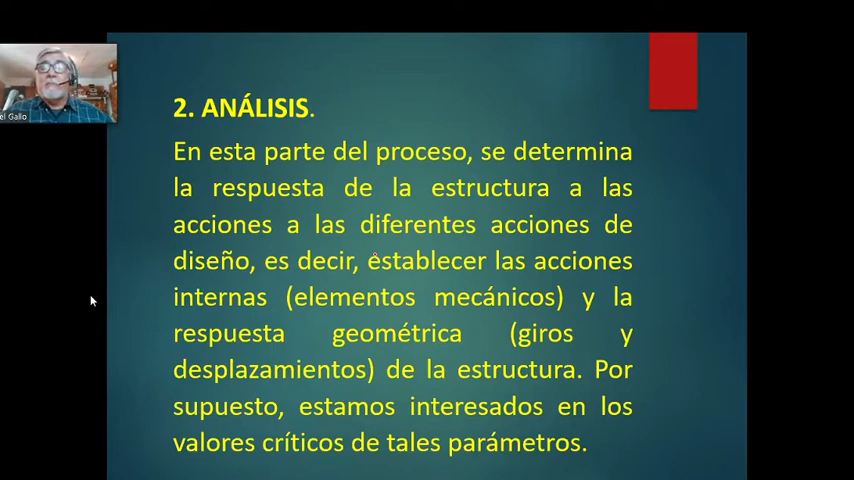 2. ANÁLISIS.
En esta parte del proceso, se determina
la respuesta de la estructura a las
acciones a las diferentes acciones de
diseño, es decir, establecer las acciones
internas (elementos mecánicos) y la
respuesta geométrica (giros y
desplazamientos) de la estructura. Por
supuesto, estamos interesados en los
valores críticos de tales parámetros.
el Gallo